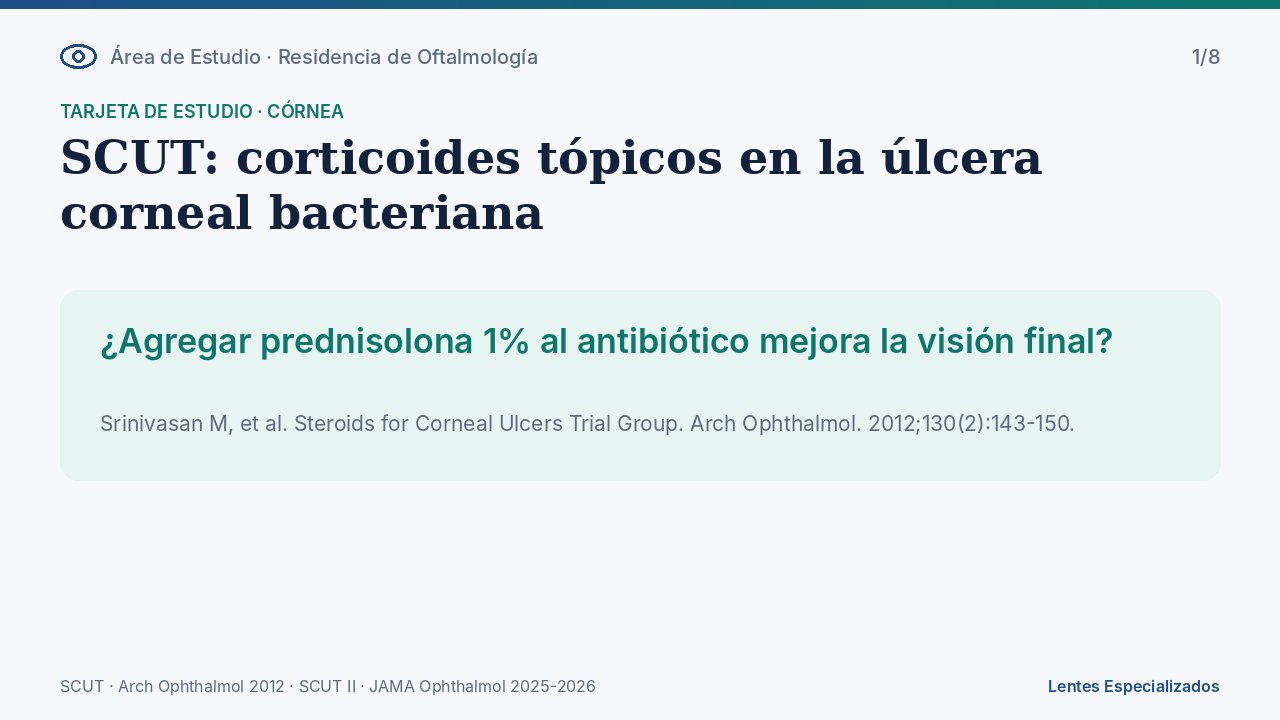 Área de Estudio · Residencia de Oftalmología
1/8
TARJETA DE ESTUDIO · CÓRNEA
SCUT: corticoides tópicos en la úlcera
corneal bacteriana
¿Agregar prednisolona 1% al antibiótico mejora la visión final?
Srinivasan M, et al. Steroids for Corneal Ulcers Trial Group. Arch Ophthalmol. 2012;130(2):143-150.
SCUT · Arch Ophthalmol 2012 · SCUT II · JAMA Ophthalmol 2025-2026
Lentes Especializados